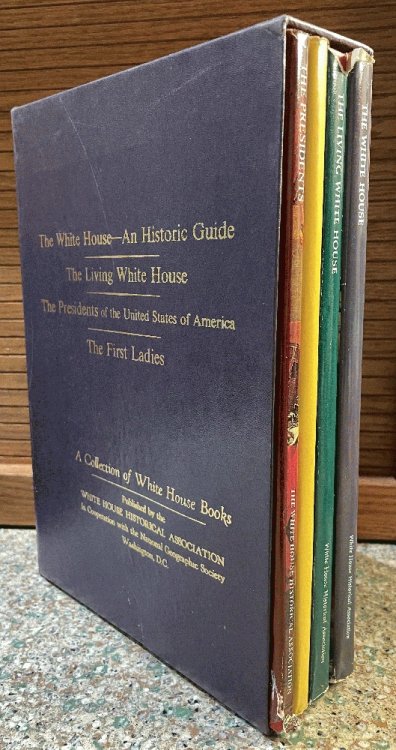 The White House—An Historic Guide
The Living White House
The Presidents of the United States of America
The First Ladies
A Collection of White House Books
Published by the
WHITE HOUSE HISTORICAL ASSOCIATION
In Cooperation with the National Geographic Society
Washington, D.C.
THE PRESIDENTS
THE WHITE HOUSE HISTORICAL ASSOCIATION
THE LIVING WHITE HOUSE
White House Historical Association
THE WHITE HOUSE
White House Historical Association